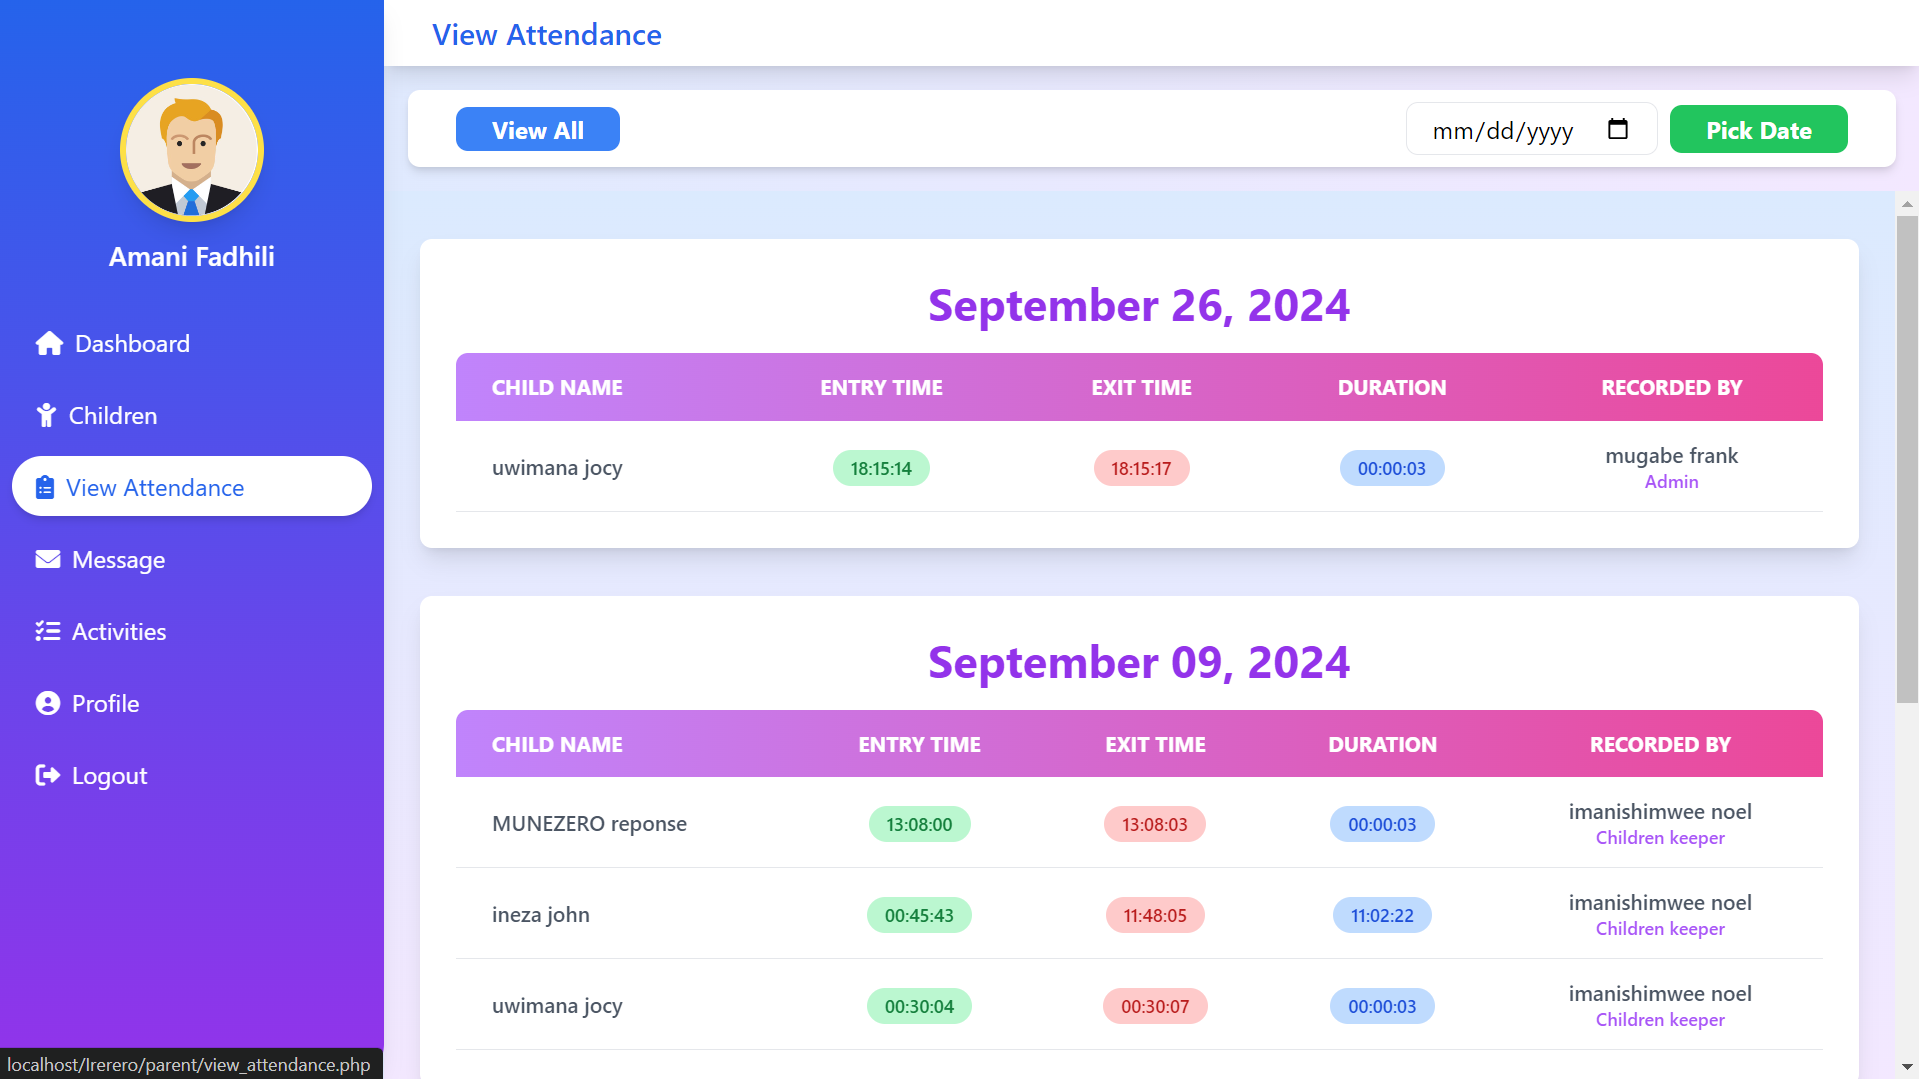 Amani Fadhili
Dashboard
Children
View Attendance
Message
Activities
Profile
Logout
localhost/Irerero/parent/view_attendance.php
View Attendance
View All
mm/dd/yyyy
Pick Date
September 26, 2024
CHILD NAME ENTRY TIME EXIT TIME DURATION RECORDED BY
uwimana jocy 18:15:14 18:15:17 00:00:03 mugabe frank
Admin
September 09, 2024
CHILD NAME ENTRY TIME EXIT TIME DURATION RECORDED BY
MUNEZERO reponse 13:08:00 13:08:03 00:00:03 imanishimwee noel
Children keeper
ineza john 00:45:43 11:48:05 11:02:22 imanishimwee noel
Children keeper
uwimana jocy 00:30:04 00:30:07 00:00:03 imanishimwee noel
Children keeper